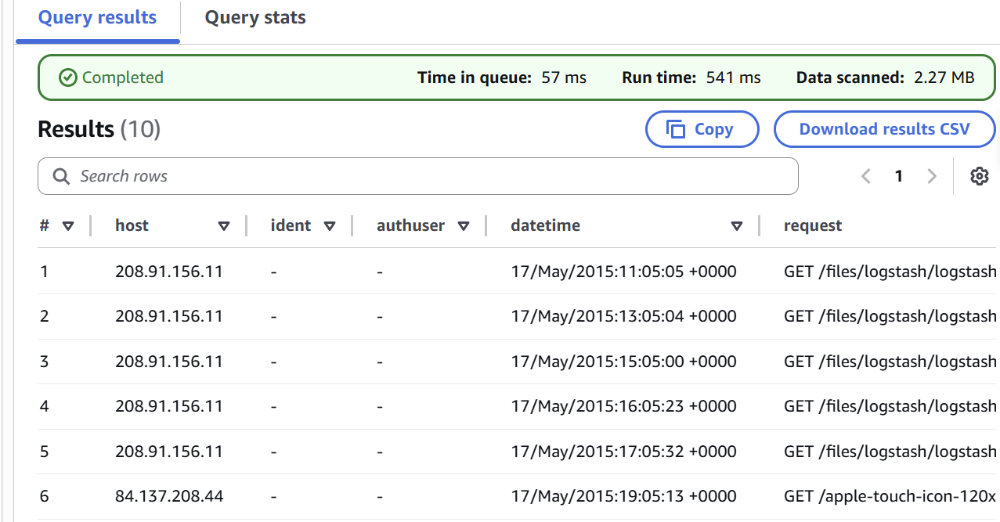 Query results Query stats
Completed Time in queue: 57 ms Run time: 541 ms Data scanned: 2.27 MB
Results (10) Copy Download results CSV
Search rows 1
# host ident authuser datetime request
1 208.91.156.11 - - 17/May/2015:11:05:05 +0000 GET /files/logstash/logstash
2 208.91.156.11 - - 17/May/2015:13:05:04 +0000 GET /files/logstash/logstash
3 208.91.156.11 - - 17/May/2015:15:05:00 +0000 GET /files/logstash/logstash
4 208.91.156.11 - - 17/May/2015:16:05:23 +0000 GET /files/logstash/logstash
5 208.91.156.11 - - 17/May/2015:17:05:32 +0000 GET /files/logstash/logstash
6 84.137.208.44 - - 17/May/2015:19:05:13 +0000 GET /apple-touch-icon-120x